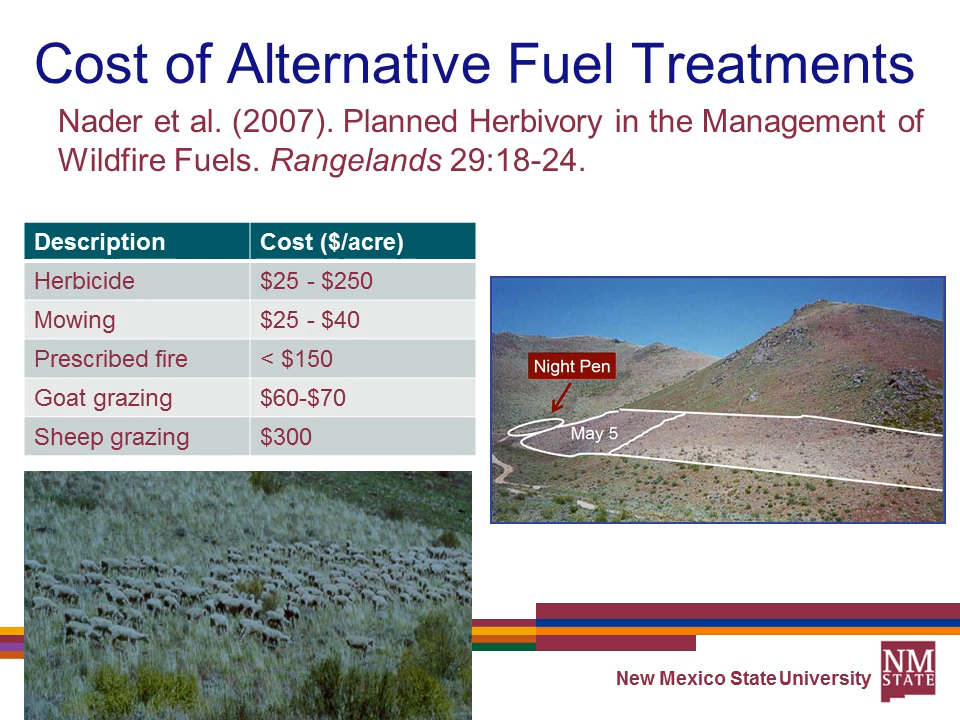 Cost of Alternative Fuel Treatments
Nader et al. (2007). Planned Herbivory in the Management of
Wildfire Fuels. Rangelands 29:18-24.
Description Cost ($/acre)
Herbicide $25 - $250
Mowing $25 - $40
Prescribed fire < $150
Goat grazing $60-$70
Sheep grazing $300
Night Pen
May 5
New Mexico State University
NM
STATE